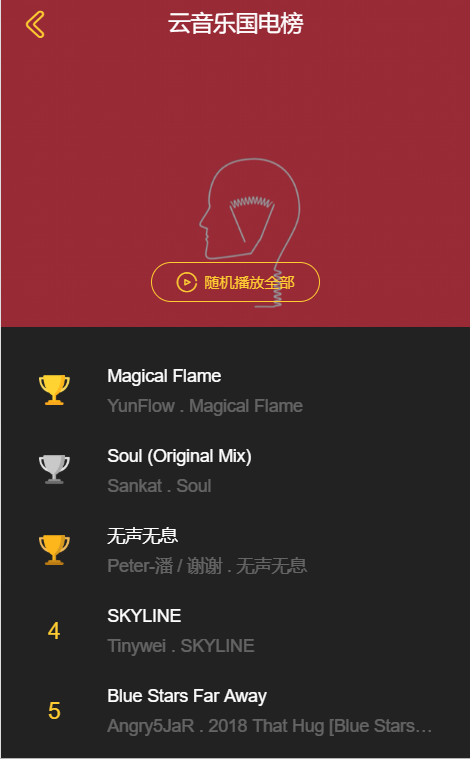 云音乐国电榜
随机播放全部
Magical Flame
YunFlow . Magical Flame
Soul (Original Mix)
Sankat . Soul
无声无息
Peter-潘 / 谢谢 . 无声无息
4
SKYLINE
Tinywei . SKYLINE
5
Blue Stars Far Away
Angry5JaR . 2018 That Hug [Blue Stars…